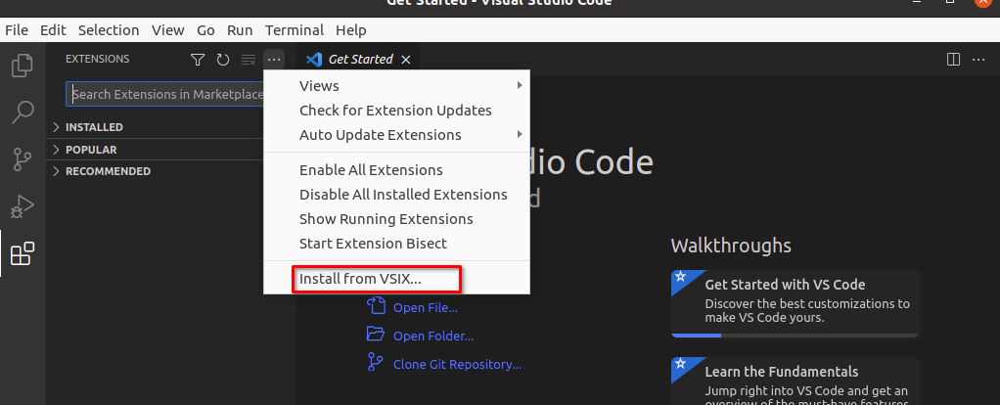 Get Started - Visual Studio Code
File Edit Selection View Go Run Terminal Help
EXTENSIONS
Get Started
Search Extensions in Marketplace
INSTALLED
POPULAR
RECOMMENDED
Views
Check for Extension Updates
Auto Update Extensions
Enable All Extensions
Disable All Installed Extensions
Show Running Extensions
Start Extension Bisect
Install from VSIX...
dio Code
d
Open File...
Open Folder...
Clone Git Repository...
Walkthroughs
Get Started with VS Code
Discover the best customizations to
make VS Code yours.
Learn the Fundamentals
Jump right into VS Code and get an
overview of the must-have features